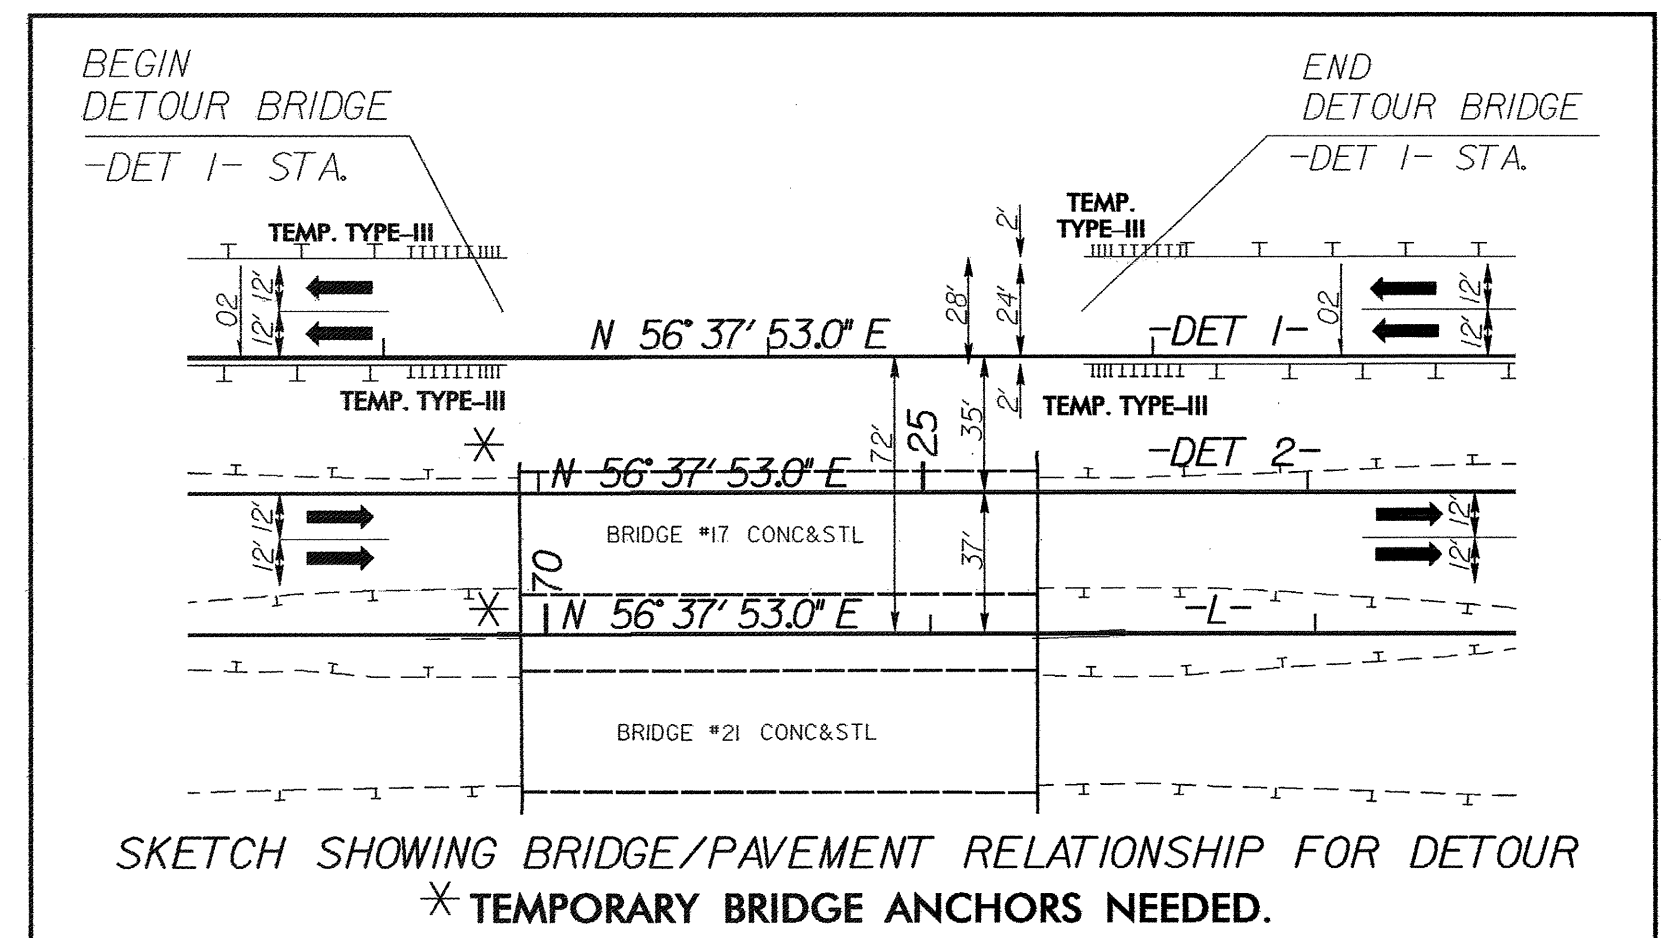 BEGIN
DETOUR BRIDGE
-DET 1- STA.
END
DETOUR BRIDGE
-DET 1- STA.
TEMP. TYPE-III
TEMP.
TYPE-III
2'
02
12'
12'
28'
24'
02
12'
12'
N 56° 37' 53.0" E
-DET 1-
TEMP. TYPE-III
2'
TEMP. TYPE-III
72'
25
35'
-DET 2-
N 56° 37' 53.0" E
12'
12'
BRIDGE #17 CONC&STL
37'
12'
12'
70
N 56° 37' 53.0" E
-L-
BRIDGE #21 CONC&STL
SKETCH SHOWING BRIDGE/PAVEMENT RELATIONSHIP FOR DETOUR
* TEMPORARY BRIDGE ANCHORS NEEDED.